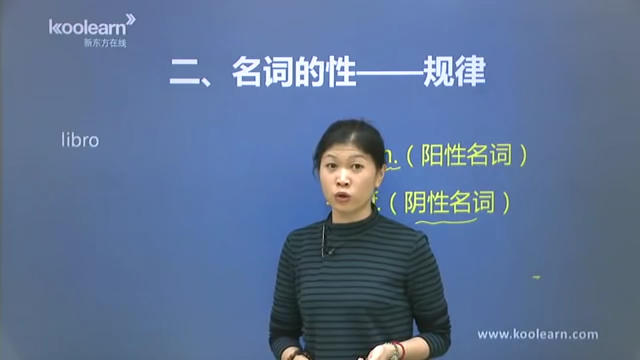 koolearn
新东方在线
二、名词的性——规律
libro
m.（阳性名词）
（阴性名词）
www.koolearn.com